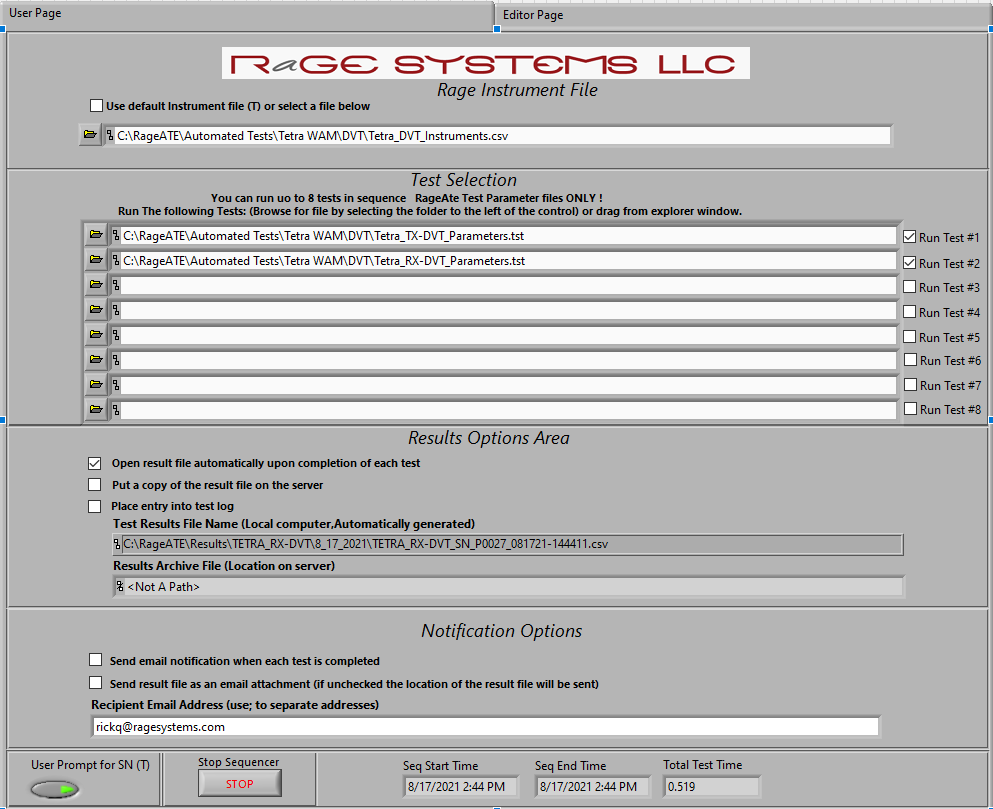 User Page
Editor Page
RaGE SYSTEMS LLC
Rage Instrument File
Use default Instrument file (T) or select a file below
C:\RageATE\Automated Tests\Tetra WAM\DVT\Tetra_DVT_Instruments.csv
Test Selection
You can run uo to 8 tests in sequence   RageAte Test Parameter files ONLY !
Run The following Tests: (Browse for file by selecting the folder to the left of the control) or drag from explorer window.
C:\RageATE\Automated Tests\Tetra WAM\DVT\Tetra_TX-DVT_Parameters.tst
Run Test #1
C:\RageATE\Automated Tests\Tetra WAM\DVT\Tetra_RX-DVT_Parameters.tst
Run Test #2
Run Test #3
Run Test #4
Run Test #5
Run Test #6
Run Test #7
Run Test #8
Results Options Area
Open result file automatically upon completion of each test
Put a copy of the result file on the server
Place entry into test log
Test Results File Name (Local computer,Automatically generated)
C:\RageATE\Results\TETRA_RX-DVT\8_17_2021\TETRA_RX-DVT_SN_P0027_081721-144411.csv
Results Archive File (Location on server)
<Not A Path>
Notification Options
Send email notification when each test is completed
Send result file as an email attachment (if unchecked the location of the result file will be sent)
Recipient Email Address (use; to separate addresses)
rickq@ragesystems.com
User Prompt for SN (T)
Stop Sequencer
STOP
Seq Start Time
8/17/2021 2:44 PM
Seq End Time
8/17/2021 2:44 PM
Total Test Time
0.519